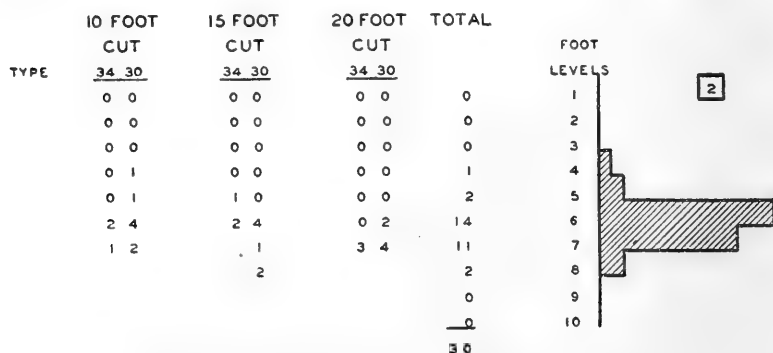 10 FOOT 15 FOOT 20 FOOT TOTAL
CUT CUT CUT FOOT
TYPE 34 30 34 30 34 30 LEVELS
0 0 0 0 0 0 0 1 2
0 0 0 0 0 0 0 2
0 0 0 0 0 0 0 3
0 1 0 0 0 0 1 4
0 1 1 0 0 0 2 5
2 4 2 4 0 2 14 6
1 2 1 3 4 11 7
2 2 8
0 9
0 10
30